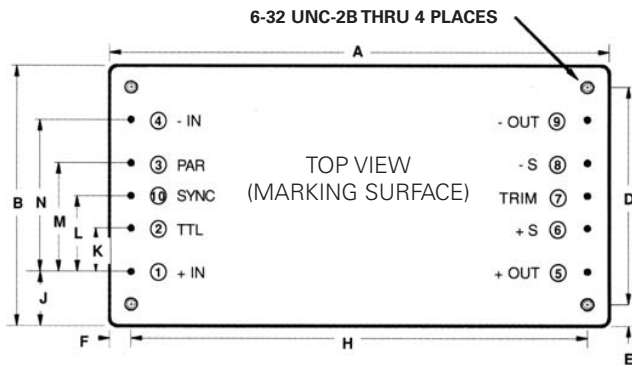 6-32 UNC-2B THRU 4 PLACES
A
4 - IN
- OUT 9
3 PAR
- S 8
TOP VIEW
(MARKING SURFACE)
10 SYNC
TRIM 7
2 TTL
+ S 6
1 + IN
+ OUT 5
B
N
M
L
K
J
D
F
H
E